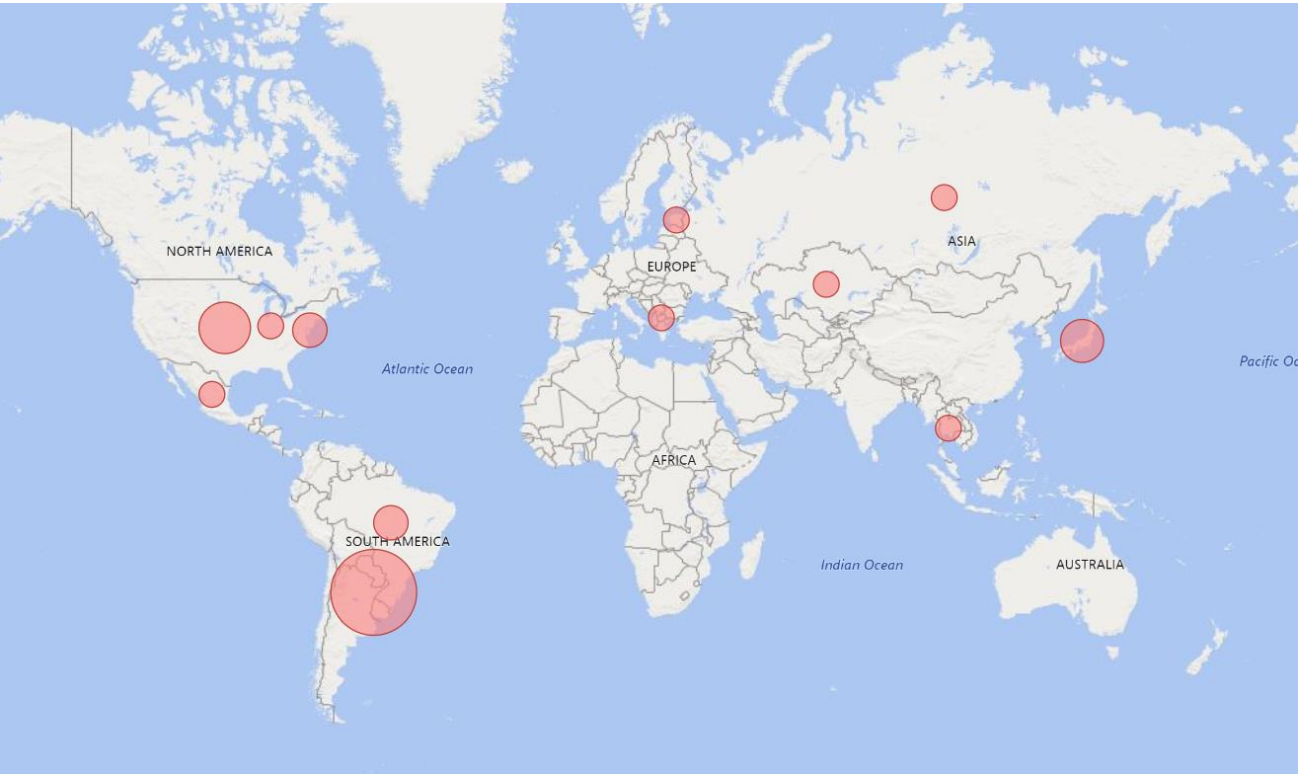 ASIA
NORTH AMERICA
EUROPE
Atlantic Ocean
Pacific Oc
AFRICA
SOUTH AMERICA
Indian Ocean
AUSTRALIA